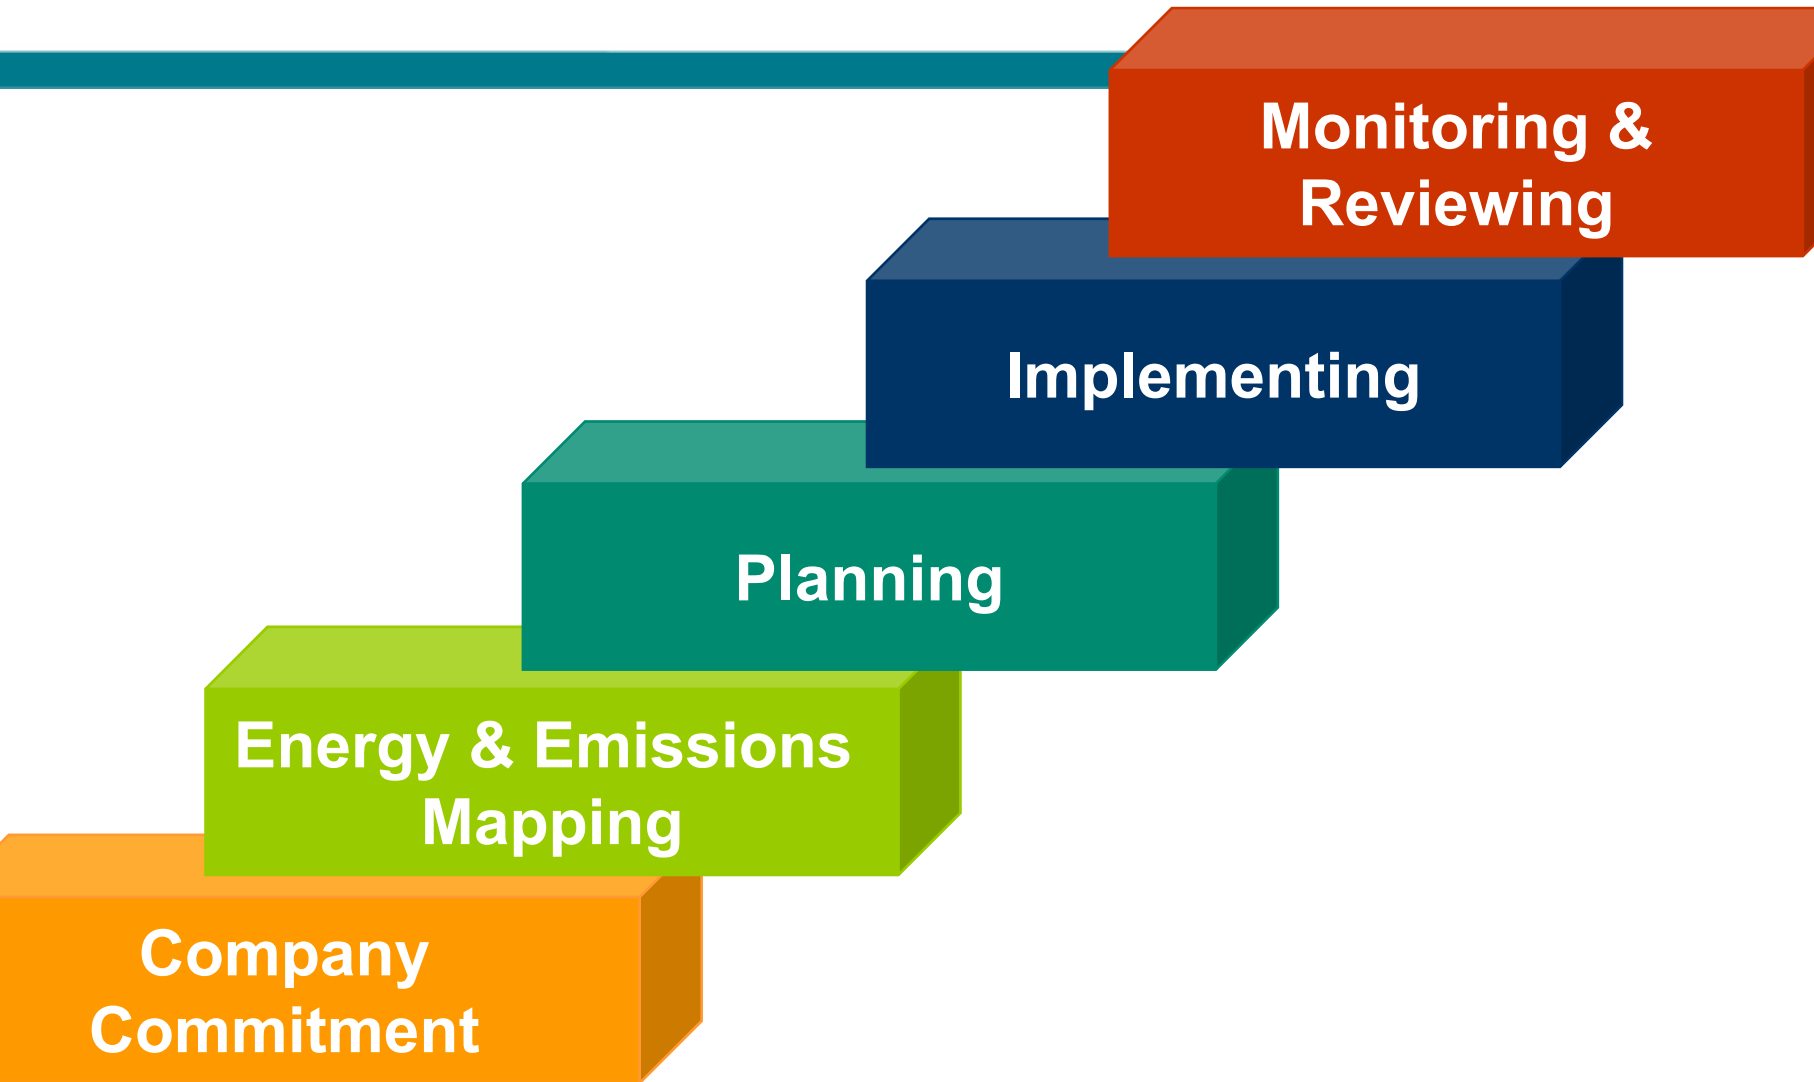 Monitoring &
Reviewing
Implementing
Planning
Energy & Emissions
Mapping
Company
Commitment